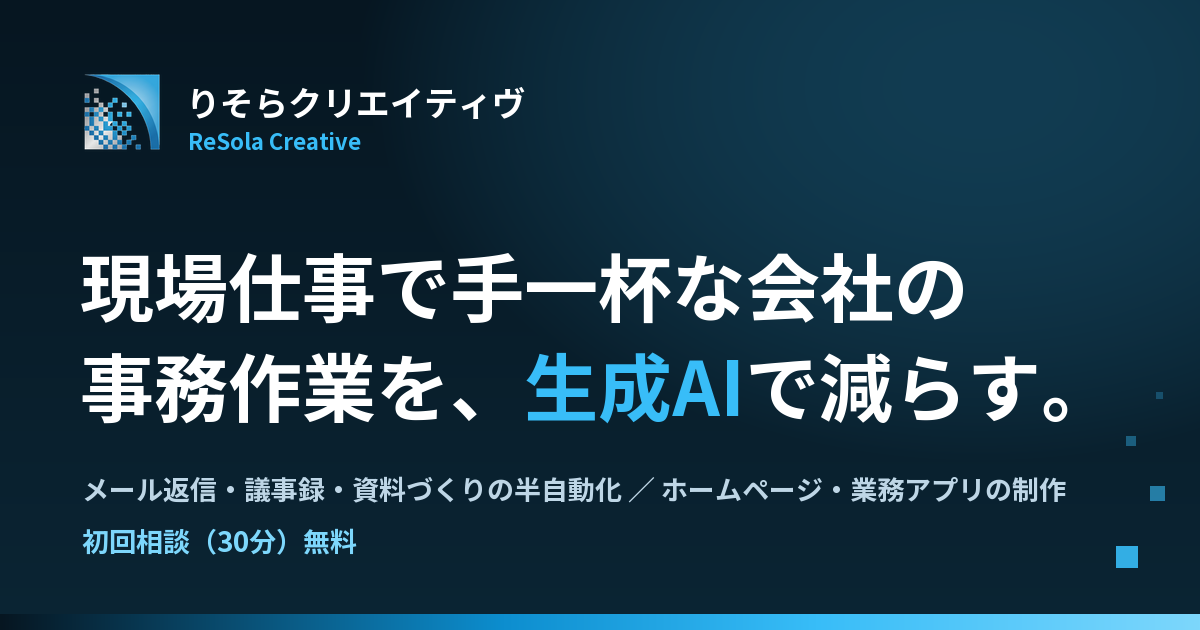 りそらクリエイティヴ
ReSola Creative
現場仕事で手一杯な会社の
事務作業を、生成AIで減らす。
メール返信・議事録・資料づくりの半自動化 ／ ホームページ・業務アプリの制作
初回相談（30分）無料